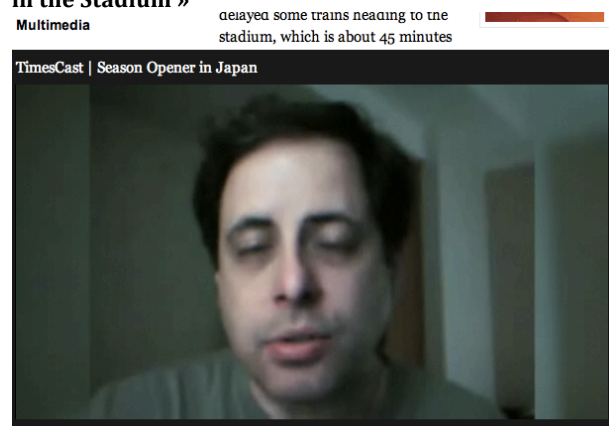 in the Stadium »
Multimedia
delayed some trains heading to the
stadium, which is about 45 minutes
TimesCast | Season Opener in Japan